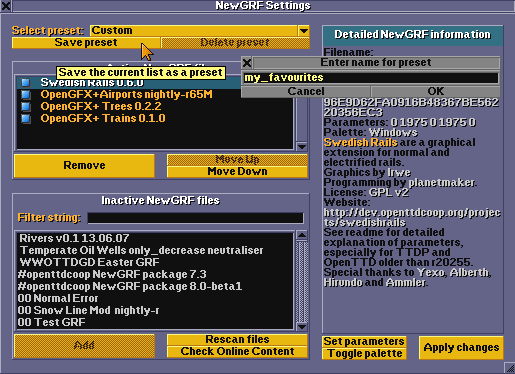 NewGRF Settings
Select preset: Custom
Save preset
Delete preset
Save the current list as a preset
Swedish Rails 0.6.0
OpenGFX+Airports nightly-r65M
OpenGFX+ Trees 0.2.2
OpenGFX+ Trains 0.1.0
Remove
Move Up
Move Down
Inactive NewGRF files
Filter string:
Rivers v0.1 13.06.07
Temperate Oil Wells only_decrease neutraliser
WWOTTDGD Easter GRF
#openttdcoop NewGRF package 7.3
#openttdcoop NewGRF package 8.0-beta1
00 Normal Error
00 Snow Line Mod nightly-r
00 Test GRF
Add
Rescan files
Check Online Content
Detailed NewGRF information
Filename:
Enter name for preset
my_favourites
Cancel
OK
96E9D62FA0916B48367BE562
20356EC3
Parameters: 0 1975 0 1975 0
Palette: Windows
Swedish Rails are a graphical
extension for normal and
electrified rails.
Graphics by Irwe
Programming by planetmaker.
License: GPL v2
Website:
http://dev.openttdcoop.org/projec
ts/swedishrails
See readme for detailed
explanation of parameters,
especially for TTDP and
OpenTTD older than r20255.
Special thanks to Yexo, Alberth,
Hirundo and Ammler.
Set parameters
Toggle palette
Apply changes